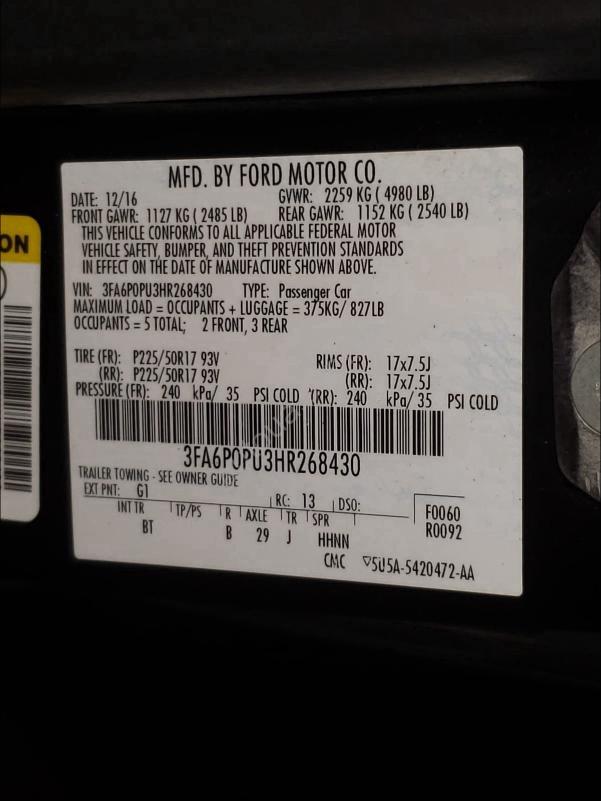 MFD. BY FORD MOTOR CO.
DATE: 12/16 GVWR: 2259 KG ( 4980 LB)
FRONT GAWR: 1127 KG ( 2485 LB) REAR GAWR: 1152 KG ( 2540 LB)
THIS VEHICLE CONFORMS TO ALL APPLICABLE FEDERAL MOTOR
VEHICLE SAFETY, BUMPER, AND THEFT PREVENTION STANDARDS
IN EFFECT ON THE DATE OF MANUFACTURE SHOWN ABOVE.
ON
VIN: 3FA6P0PU3HR268430 TYPE: Passenger Car
MAXIMUM LOAD = OCCUPANTS + LUGGAGE = 375KG/ 827LB
OCCUPANTS = 5 TOTAL; 2 FRONT, 3 REAR
TIRE (FR): P225/50R17 93V RIMS (FR): 17x7.5J
(RR): P225/50R17 93V (RR): 17x7.5J
PRESSURE (FR): 240 kPa/ 35 PSI COLD (RR): 240 kPa/ 35 PSI COLD
3FA6P0PU3HR268430
TRAILER TOWING - SEE OWNER GUIDE
EXT PNT: G1 RC: 13 DSO: F0060
INT TR TP/PS R AXLE TR SPR R0092
BT B 29 J HHNN
CMC ▽5U5A-5420472-AA